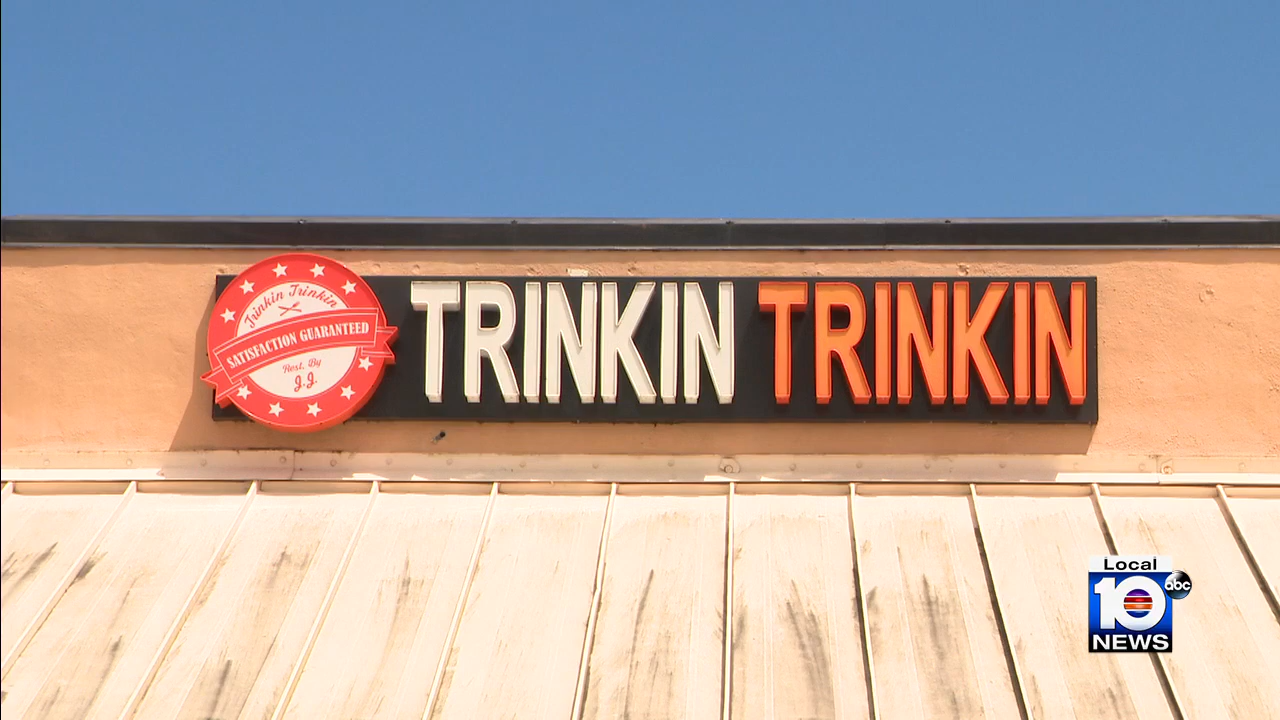 Trinkin Trinkin
SATISFACTION GUARANTEED
Rest. By
J.J.
TRINKIN TRINKIN
Local
10
abc
NEWS